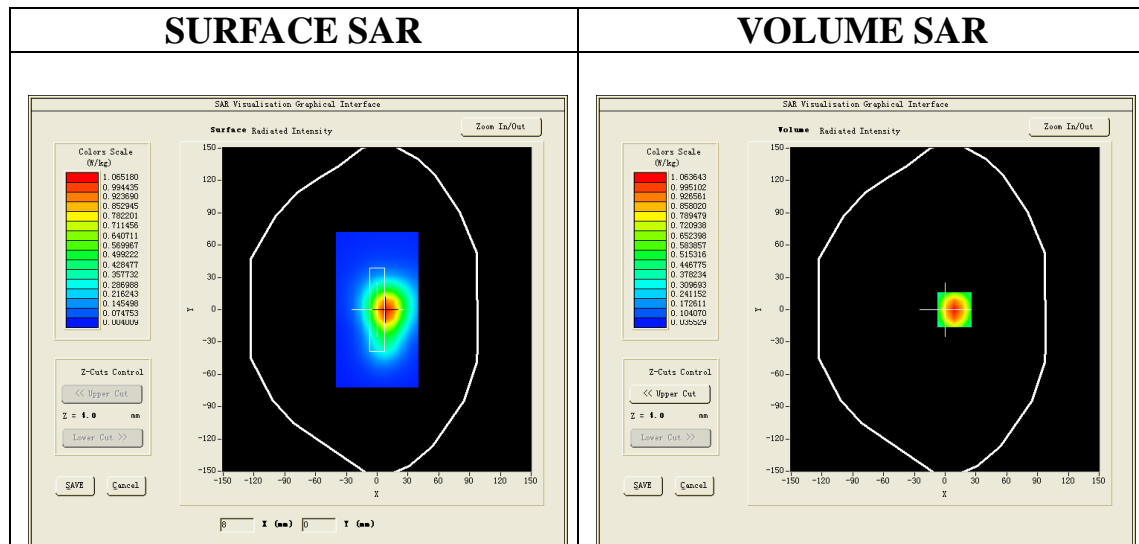 SURFACE SAR
VOLUME SAR
SAR Visualisation Graphical Interface
Surface Radiated Intensity
Zoom In/Out
Colors Scale
(W/kg)
1.065180
0.994435
0.923690
0.852945
0.782201
0.711456
0.640711
0.569967
0.499222
0.428477
0.357732
0.286988
0.216243
0.145498
0.074753
0.004009
Z-Cuts Control
<< Upper Cut
Z = 4.0 mm
Lower Cut >>
SAVE
Cancel
150
120
90
60
30
0
-30
-60
-90
-120
-150
Y
-150 -120 -90 -60 -30 0 30 60 90 120 150
X
8 X (mm) 0 Y (mm)
SAR Visualisation Graphical Interface
Volume Radiated Intensity
Zoom In/Out
Colors Scale
(W/kg)
1.063643
0.995102
0.926561
0.858020
0.789479
0.720938
0.652398
0.583857
0.515316
0.446775
0.378234
0.309693
0.241152
0.172611
0.104070
0.035529
Z-Cuts Control
<< Upper Cut
Z = 4.0 mm
Lower Cut >>
SAVE
Cancel
150
120
90
60
30
0
-30
-60
-90
-120
-150
Y
-150 -120 -90 -60 -30 0 30 60 90 120 150
X